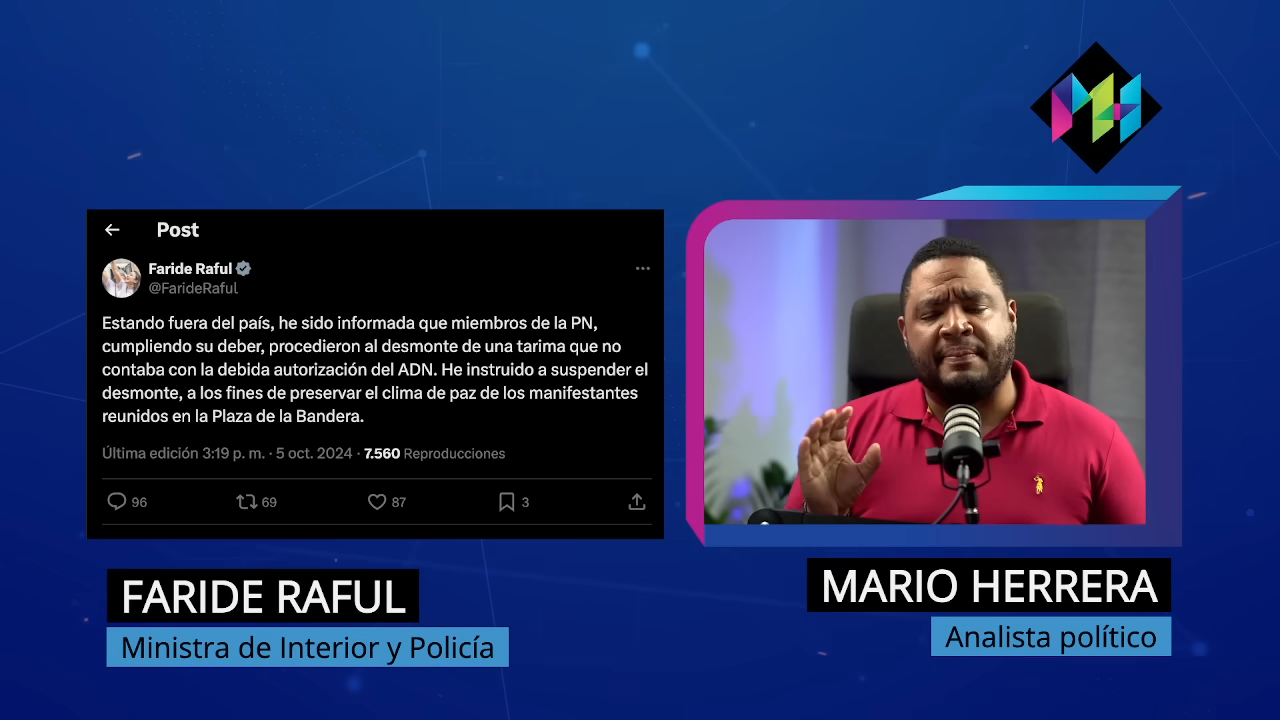 MH
Post
Faride Raful
@FarideRaful
Estando fuera del país, he sido informada que miembros de la PN,
cumpliendo su deber, procedieron al desmonte de una tarima que no
contaba con la debida autorización del ADN. He instruido a suspender el
desmonte, a los fines de preservar el clima de paz de los manifestantes
reunidos en la Plaza de la Bandera.
Última edición 3:19 p. m. · 5 oct. 2024 · 7.560 Reproducciones
96 69 87 3
FARIDE RAFUL
Ministra de Interior y Policía
MARIO HERRERA
Analista político